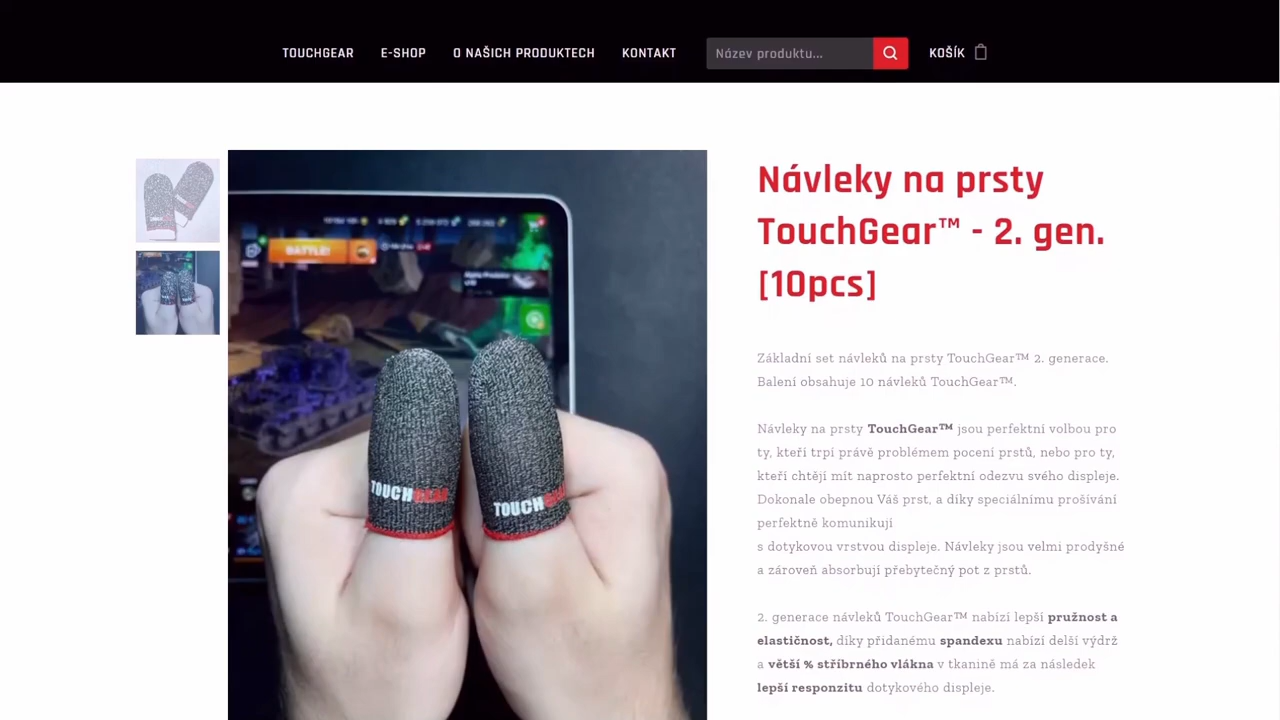 TOUCHGEAR E-SHOP O NAŠICH PRODUKTECH KONTAKT Název produktu... KOŠÍK
BATTLE!
TOUCHGEAR
TOUCHGEAR
Návleky na prsty
TouchGear™ - 2. gen.
[10pcs]
Základní set návleků na prsty TouchGear™ 2. generace.
Balení obsahuje 10 návleků TouchGear™.
Návleky na prsty TouchGear™ jsou perfektní volbou pro
ty, kteří trpí právě problémem pocení prstů, nebo pro ty,
kteří chtějí mít naprosto perfektní odezvu svého displeje.
Dokonale obepnou Váš prst, a díky speciálnímu prošívání
perfektně komunikují
s dotykovou vrstvou displeje. Návleky jsou velmi prodyšné
a zároveň absorbují přebytečný pot z prstů.
2. generace návleků TouchGear™ nabízí lepší pružnost a
elastičnost, díky přidanému spandexu nabízí delší výdrž
a větší % stříbrného vlákna v tkanině má za následek
lepší responzitu dotykového displeje.